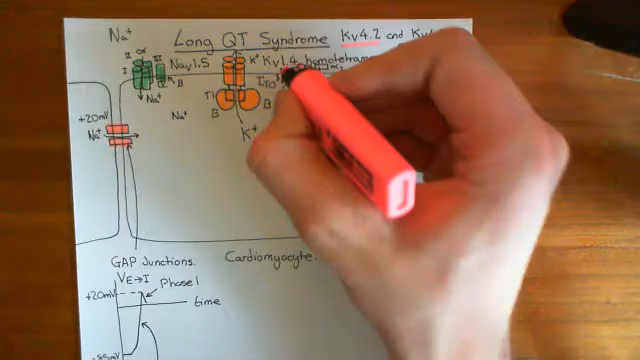 Na+
Long QT Syndrome
Kv4.2 and Kv
α
II III
I IV
Nav1.5
B
K+ Kv1.4 homotetram
ITO
Na+
T1
B B
Na+
K+
+20mV
Na+
GAP Junctions.
Cardiomyocyte.
VE→I
Phase 1
+20mV
time